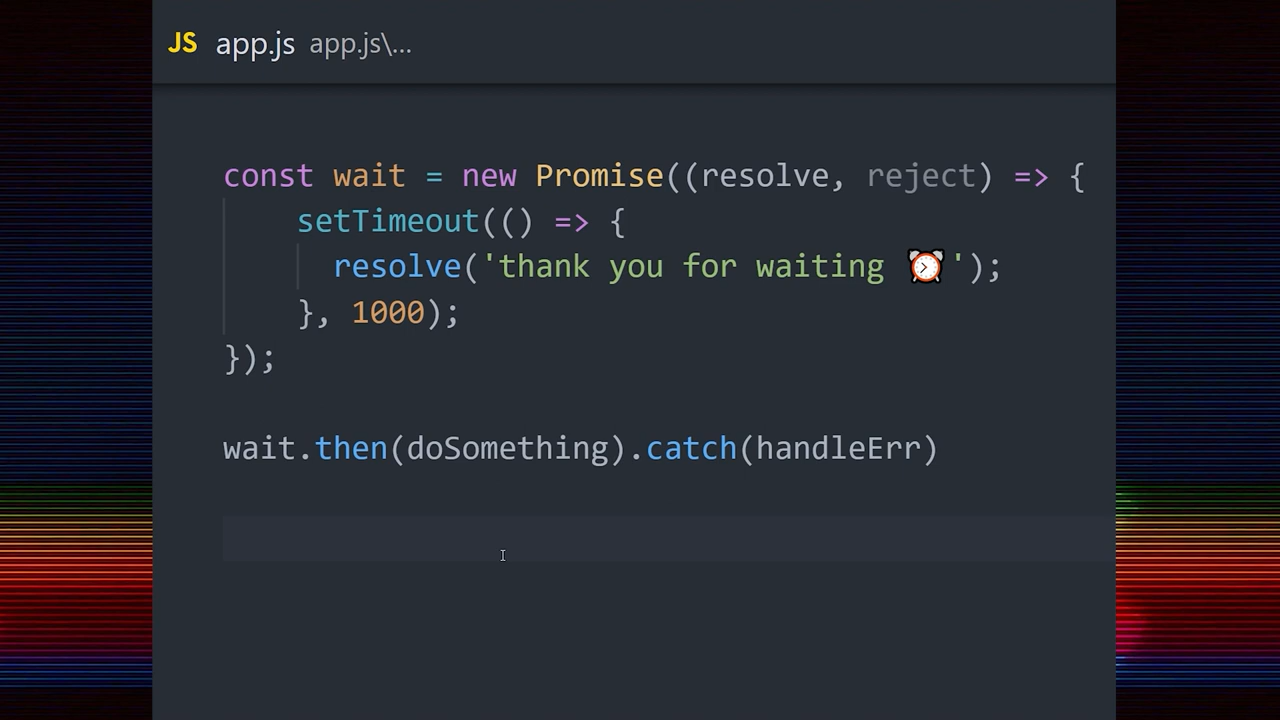 JS app.js app.js\...
const wait = new Promise((resolve, reject) => {
    setTimeout(() => {
      resolve('thank you for waiting ⏰');
    }, 1000);
});
wait.then(doSomething).catch(handleErr)